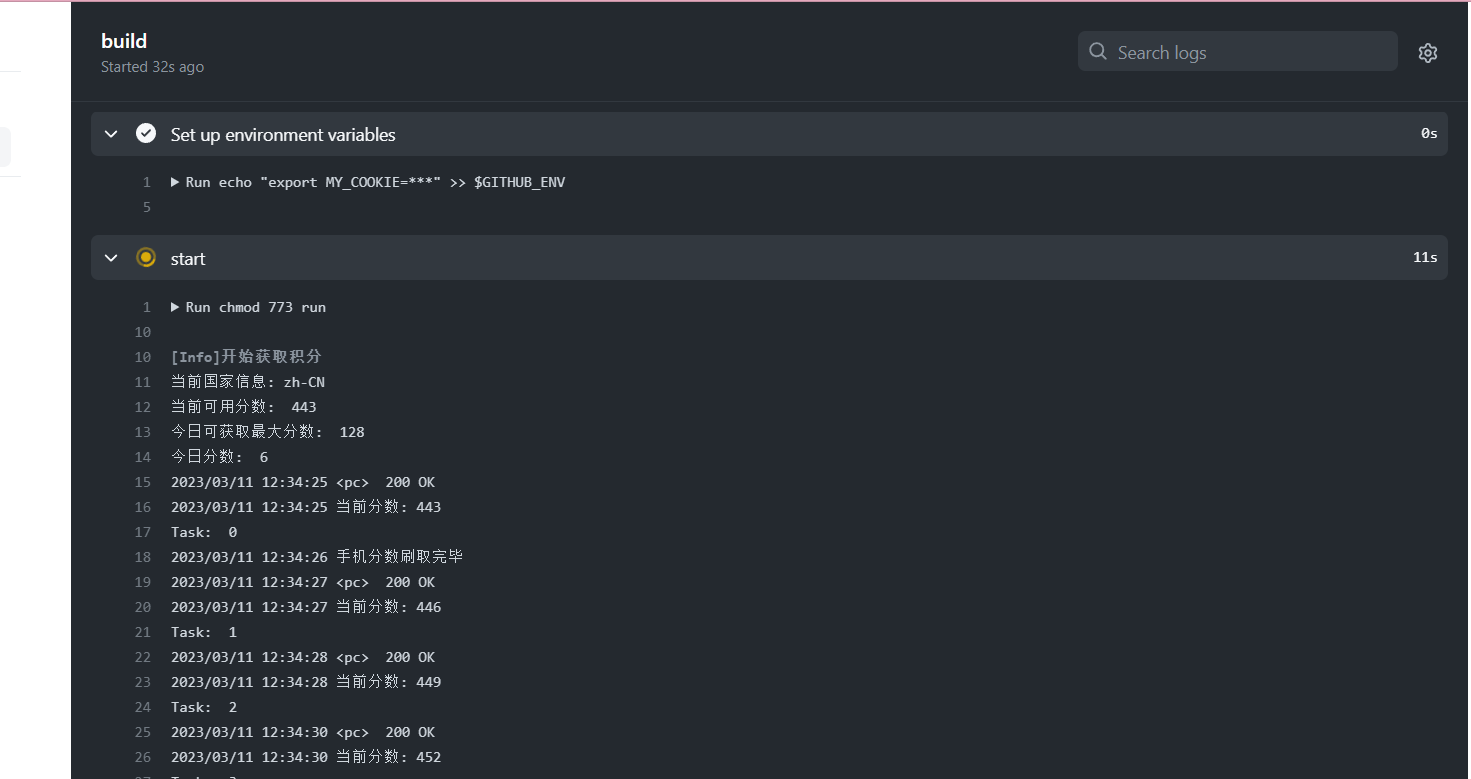 build
Started 32s ago
Search logs
Set up environment variables 0s
1 Run echo "export MY_COOKIE=***" >> $GITHUB_ENV
5
start 11s
1 Run chmod 773 run
10
10 [Info]开始获取积分
11 当前国家信息: zh-CN
12 当前可用分数: 443
13 今日可获取最大分数: 128
14 今日分数: 6
15 2023/03/11 12:34:25 <pc> 200 OK
16 2023/03/11 12:34:25 当前分数: 443
17 Task: 0
18 2023/03/11 12:34:26 手机分数刷取完毕
19 2023/03/11 12:34:27 <pc> 200 OK
20 2023/03/11 12:34:27 当前分数: 446
21 Task: 1
22 2023/03/11 12:34:28 <pc> 200 OK
23 2023/03/11 12:34:28 当前分数: 449
24 Task: 2
25 2023/03/11 12:34:30 <pc> 200 OK
26 2023/03/11 12:34:30 当前分数: 452